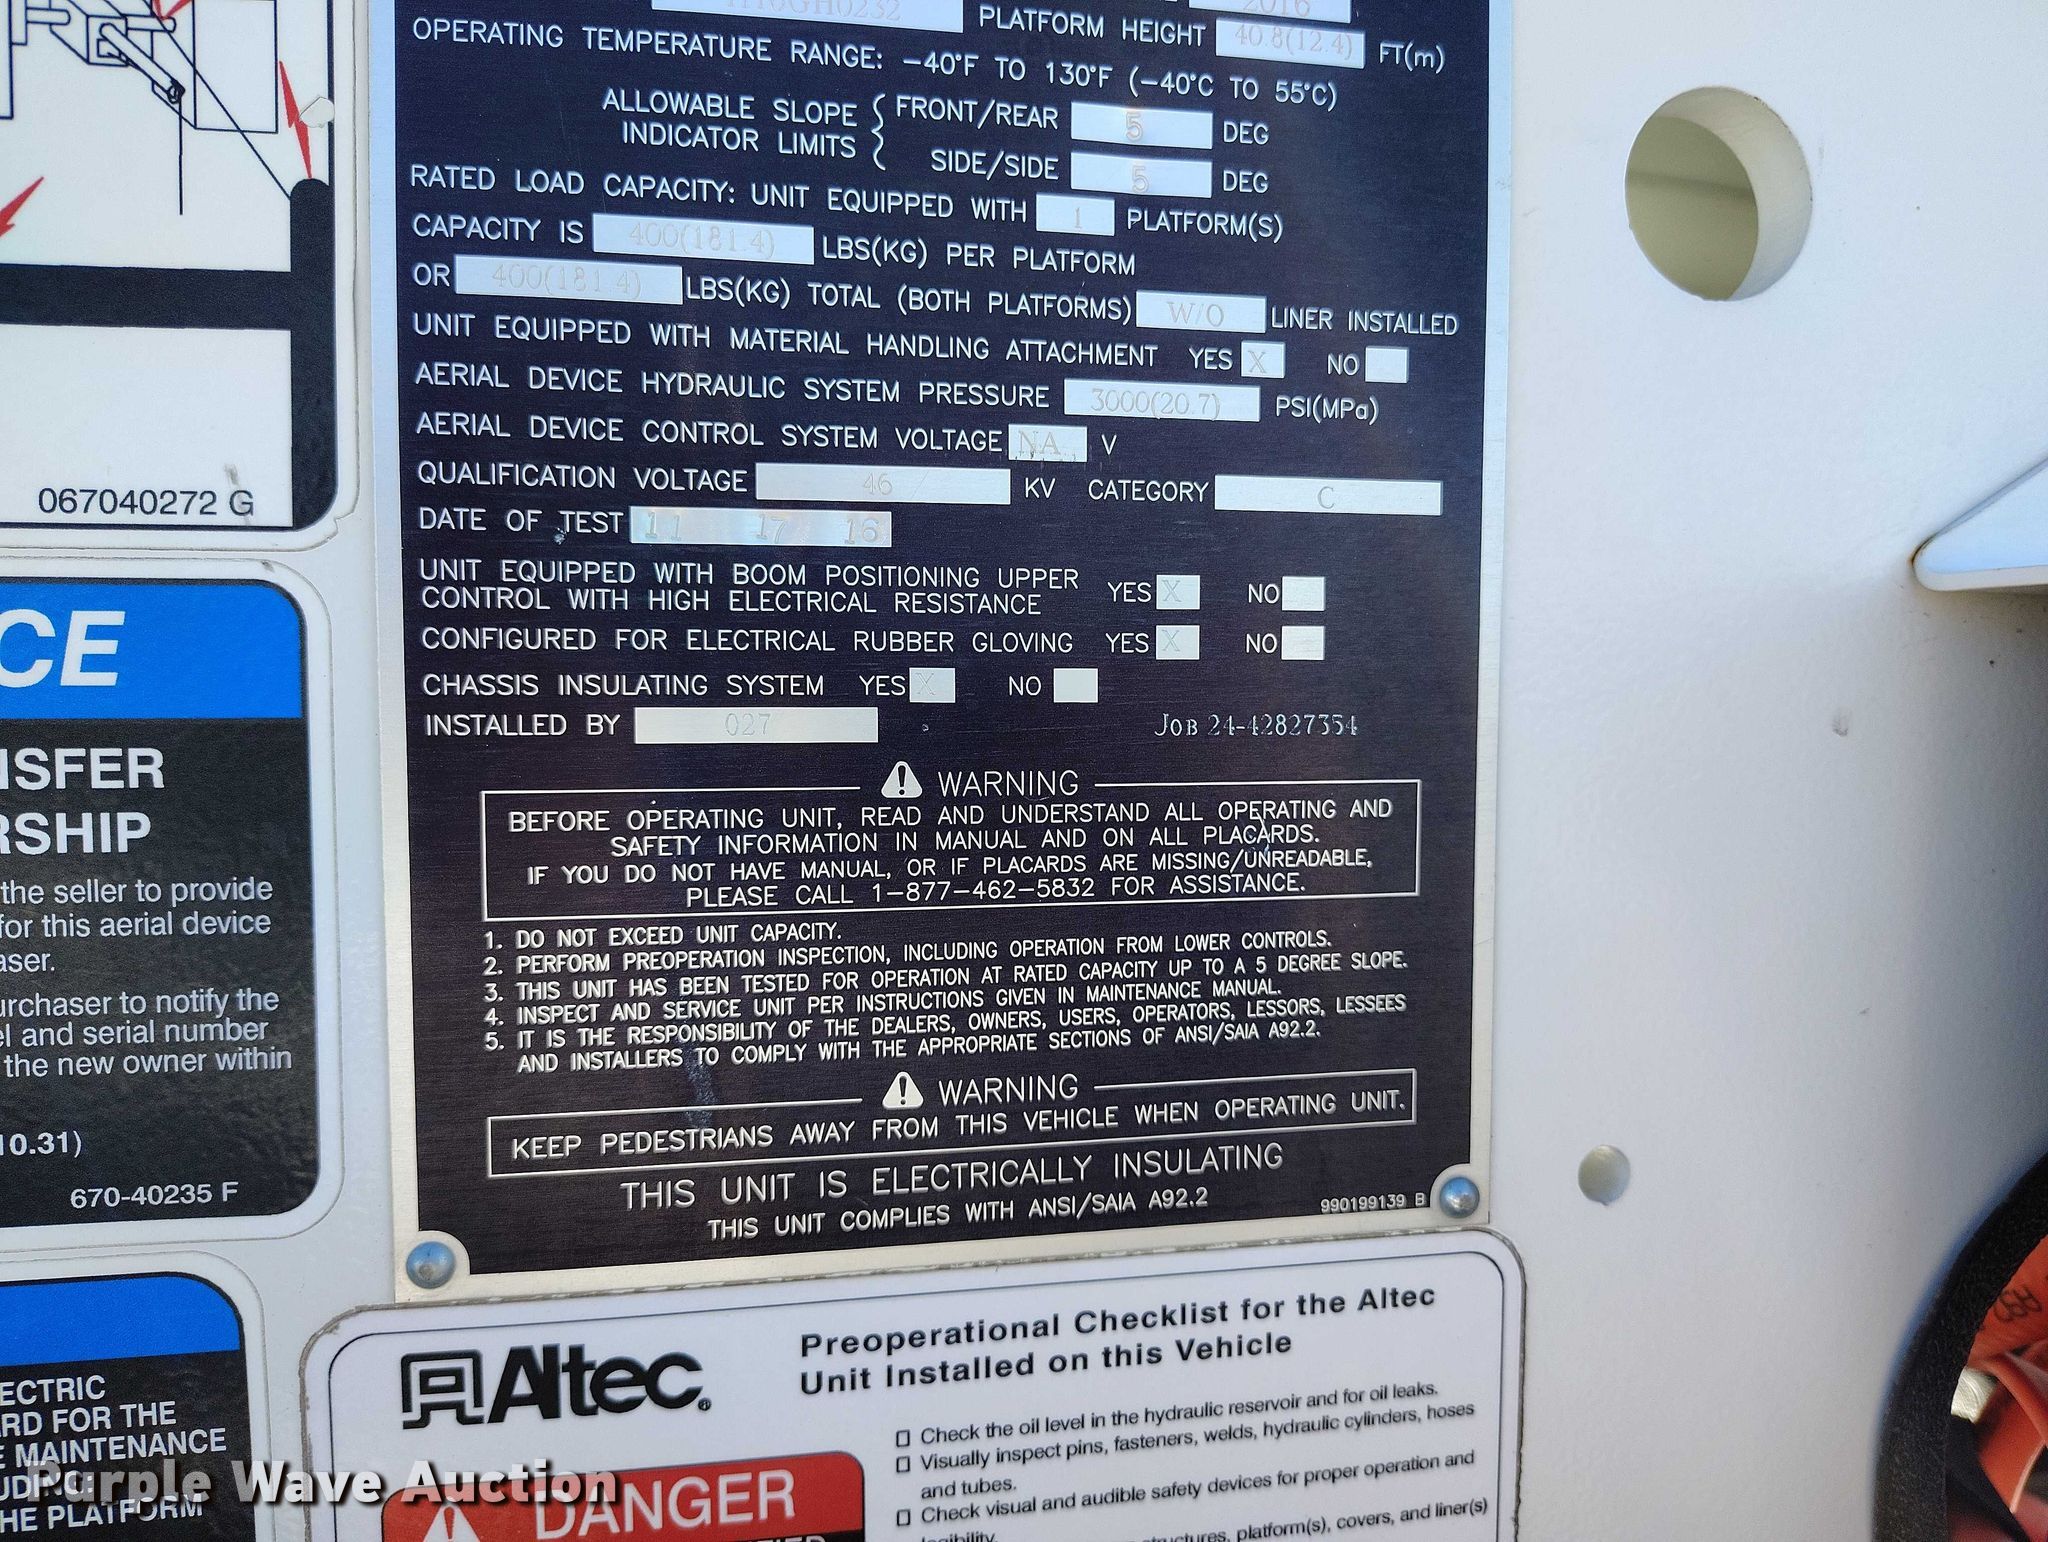 2016
PLATFORM HEIGHT 40.8(12.4) FT(m)
OPERATING TEMPERATURE RANGE: -40°F TO 130°F (-40°C TO 55°C)
ALLOWABLE SLOPE INDICATOR LIMITS
FRONT/REAR 5 DEG
SIDE/SIDE 5 DEG
RATED LOAD CAPACITY: UNIT EQUIPPED WITH 1 PLATFORM(S)
CAPACITY IS 400(181.4) LBS(KG) PER PLATFORM
OR 400(181.4) LBS(KG) TOTAL (BOTH PLATFORMS) W/O LINER INSTALLED
UNIT EQUIPPED WITH MATERIAL HANDLING ATTACHMENT YES X NO
AERIAL DEVICE HYDRAULIC SYSTEM PRESSURE 3000(20.7) PSI(MPa)
AERIAL DEVICE CONTROL SYSTEM VOLTAGE NA V
QUALIFICATION VOLTAGE 46 KV CATEGORY C
DATE OF TEST 11 17 16
UNIT EQUIPPED WITH BOOM POSITIONING UPPER
CONTROL WITH HIGH ELECTRICAL RESISTANCE YES X NO
CONFIGURED FOR ELECTRICAL RUBBER GLOVING YES X NO
CHASSIS INSULATING SYSTEM YES X NO
INSTALLED BY 027 JOB 24-42827354
WARNING
BEFORE OPERATING UNIT, READ AND UNDERSTAND ALL OPERATING AND
SAFETY INFORMATION IN MANUAL AND ON ALL PLACARDS.
IF YOU DO NOT HAVE MANUAL, OR IF PLACARDS ARE MISSING/UNREADABLE,
PLEASE CALL 1-877-462-5832 FOR ASSISTANCE.
1. DO NOT EXCEED UNIT CAPACITY.
2. PERFORM PREOPERATION INSPECTION, INCLUDING OPERATION FROM LOWER CONTROLS.
3. THIS UNIT HAS BEEN TESTED FOR OPERATION AT RATED CAPACITY UP TO A 5 DEGREE SLOPE.
4. INSPECT AND SERVICE UNIT PER INSTRUCTIONS GIVEN IN MAINTENANCE MANUAL.
5. IT IS THE RESPONSIBILITY OF THE DEALERS, OWNERS, USERS, OPERATORS, LESSORS, LESSEES
AND INSTALLERS TO COMPLY WITH THE APPROPRIATE SECTIONS OF ANSI/SAIA A92.2.
WARNING
KEEP PEDESTRIANS AWAY FROM THIS VEHICLE WHEN OPERATING UNIT.
THIS UNIT IS ELECTRICALLY INSULATING
THIS UNIT COMPLIES WITH ANSI/SAIA A92.2
990199139 B
067040272 G
CE
NSFER
RSHIP
the seller to provide
for this aerial device
aser.
urchaser to notify the
el and serial number
the new owner within
10.31)
670-40235 F
ECTRIC
RD FOR THE
E MAINTENANCE
UDING:
HE PLATFORM
Altec
Preoperational Checklist for the Altec
Unit Installed on this Vehicle
Check the oil level in the hydraulic reservoir and for oil leaks.
Visually inspect pins, fasteners, welds, hydraulic cylinders, hoses
and tubes.
Check visual and audible safety devices for proper operation and
legibility.
structures, platform(s), covers, and liner(s)
DANGER
Purple Wave Auction